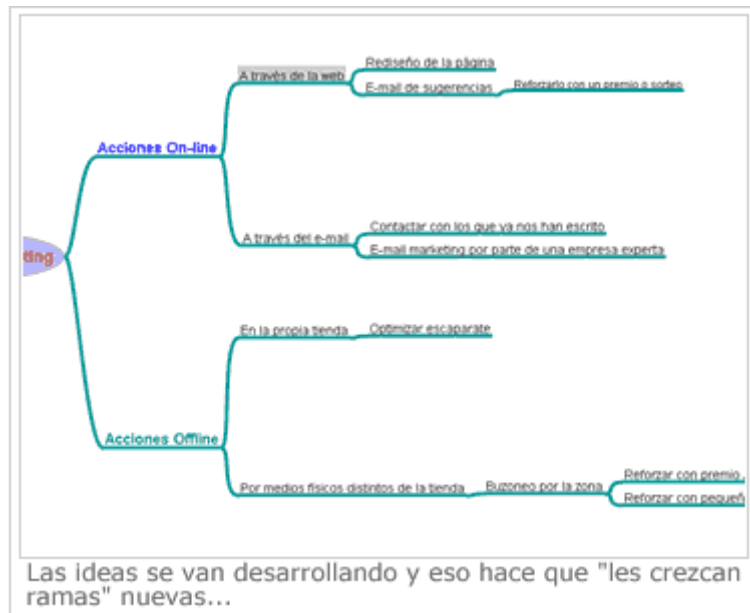 Rediseño de la página
A través de la web
E-mail de sugerencias
Reforzarlo con un premio o sorteo
Acciones On-line
Contactar con los que ya nos han escrito
A través del e-mail
E-mail marketing por parte de una empresa experta
ting
En la propia tienda
Optimizar escaparate
Acciones Offline
Reforzar con premio
Por medios físicos distintos de la tienda
Buzoneo por la zona
Reforzar con pequeñ
Las ideas se van desarrollando y eso hace que "les crezcan
ramas" nuevas...